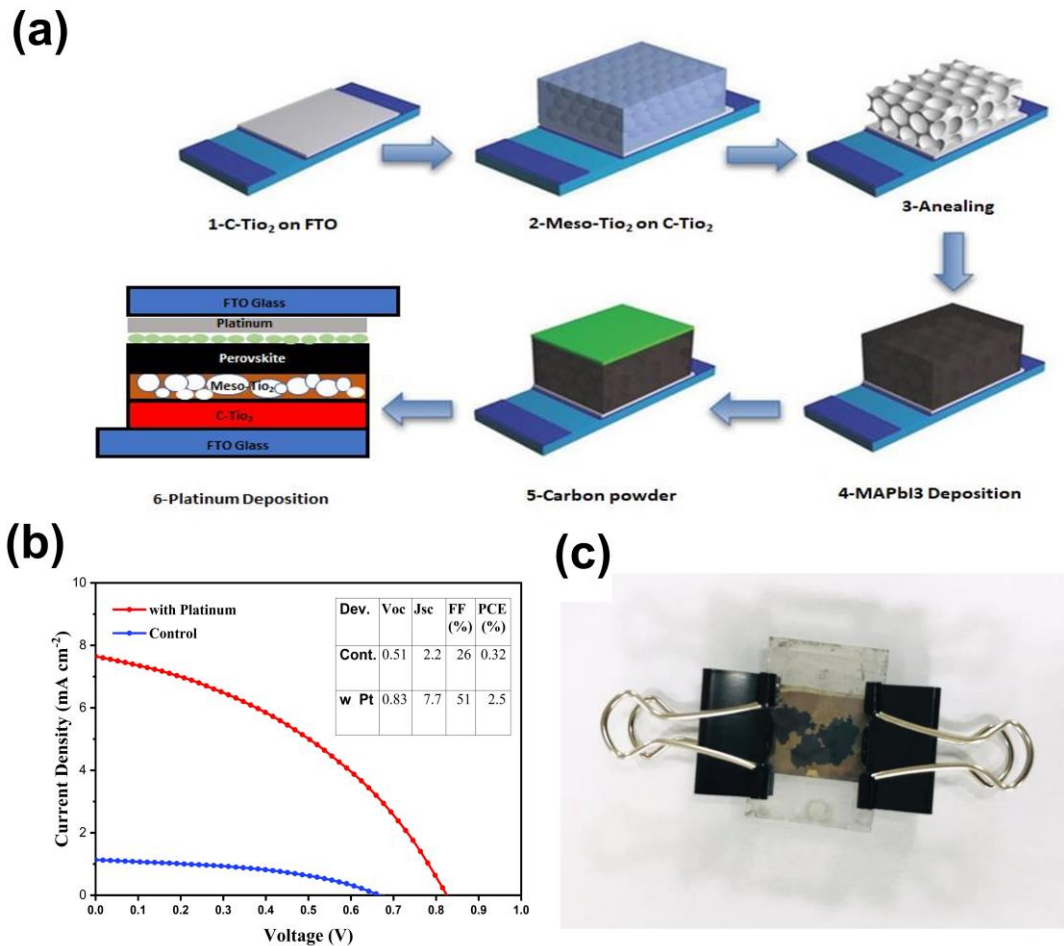 (a)
1-C-Tio₂ on FTO
2-Meso-Tio₂ on C-Tio₂
3-Anealing
FTO Glass
Platinum
Perovskite
Meso-Tio₂
C-Tio₂
FTO Glass
6-Platinum Deposition
5-Carbon powder
4-MAPbI3 Deposition
(b)
10
8
6
4
2
0
Current Density (mA cm⁻²)
with Platinum
Control
Dev. Voc Jsc FF (%) PCE (%)
Cont. 0.51 2.2 26 0.32
w Pt 0.83 7.7 51 2.5
0.0 0.1 0.2 0.3 0.4 0.5 0.6 0.7 0.8 0.9 1.0
Voltage (V)
(c)